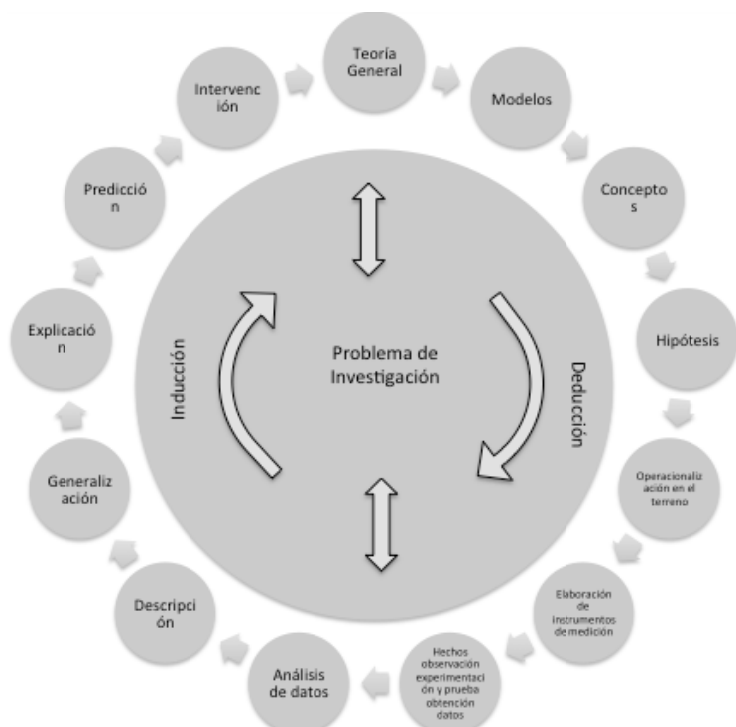 Teoría
General
Modelos
Concepto
s
Hipótesis
Operacionaliz
ación en el
terreno
Elaboración
de
instrumentos
de medición
Hechos
observación
experimentaci
ón y prueba
obtención datos
Análisis
de datos
Descripci
ón
Generaliz
ación
Explicació
n
Predicció
n
Intervenc
ión
Inducción
Problema de
Investigación
Deducción